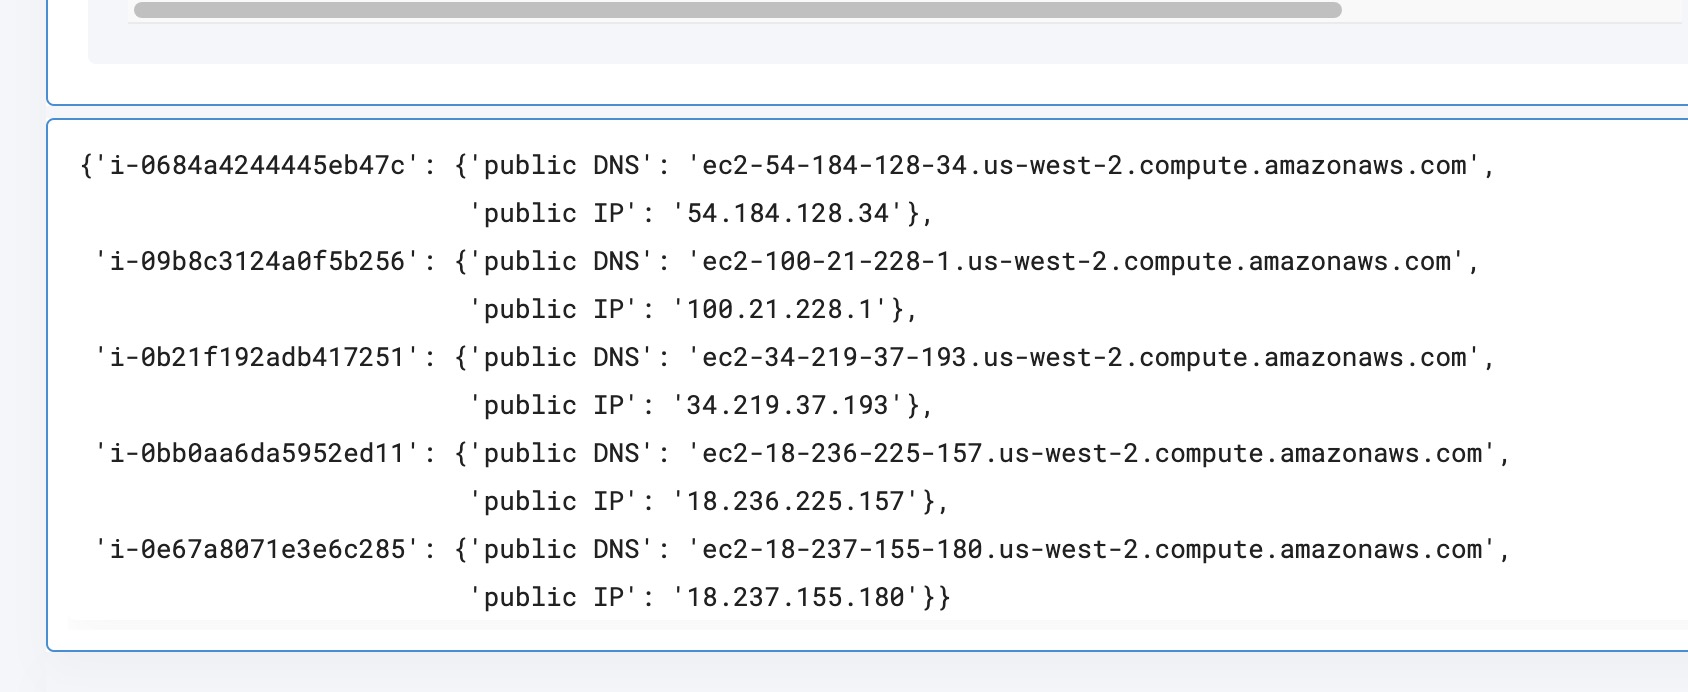 {'i-0684a4244445eb47c': {'public DNS': 'ec2-54-184-128-34.us-west-2.compute.amazonaws.com',
'public IP': '54.184.128.34'},
'i-09b8c3124a0f5b256': {'public DNS': 'ec2-100-21-228-1.us-west-2.compute.amazonaws.com',
'public IP': '100.21.228.1'},
'i-0b21f192adb417251': {'public DNS': 'ec2-34-219-37-193.us-west-2.compute.amazonaws.com',
'public IP': '34.219.37.193'},
'i-0bb0aa6da5952ed11': {'public DNS': 'ec2-18-236-225-157.us-west-2.compute.amazonaws.com',
'public IP': '18.236.225.157'},
'i-0e67a8071e3e6c285': {'public DNS': 'ec2-18-237-155-180.us-west-2.compute.amazonaws.com',
'public IP': '18.237.155.180'}}